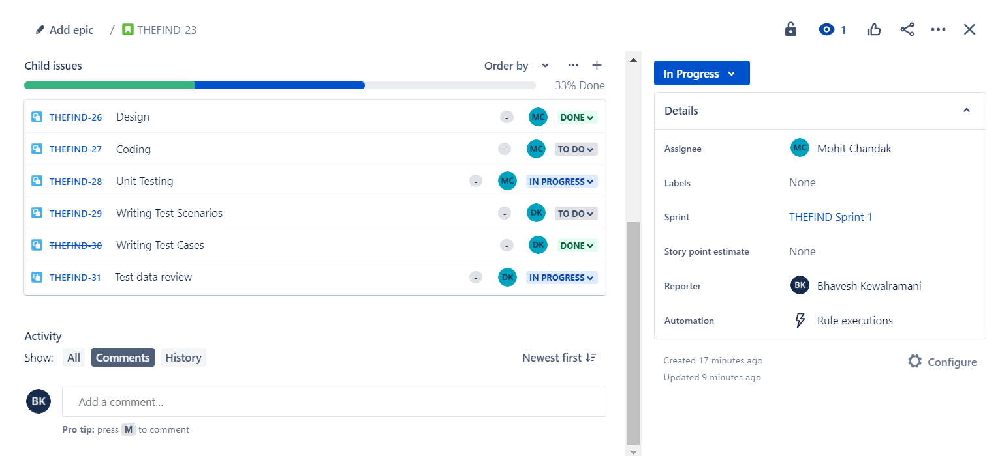 Add epic / THEFIND-23 1
Child issues Order by
33% Done
THEFIND-26 Design - MC DONE
THEFIND-27 Coding - MC TO DO
THEFIND-28 Unit Testing - MC IN PROGRESS
THEFIND-29 Writing Test Scenarios - DK TO DO
THEFIND-30 Writing Test Cases - DK DONE
THEFIND-31 Test data review - DK IN PROGRESS
Activity
Show: All Comments History Newest first
BK Add a comment...
Pro tip: press M to comment
In Progress
Details
Assignee MC Mohit Chandak
Labels None
Sprint THEFIND Sprint 1
Story point estimate None
Reporter BK Bhavesh Kewalramani
Automation Rule executions
Created 17 minutes ago Configure
Updated 9 minutes ago